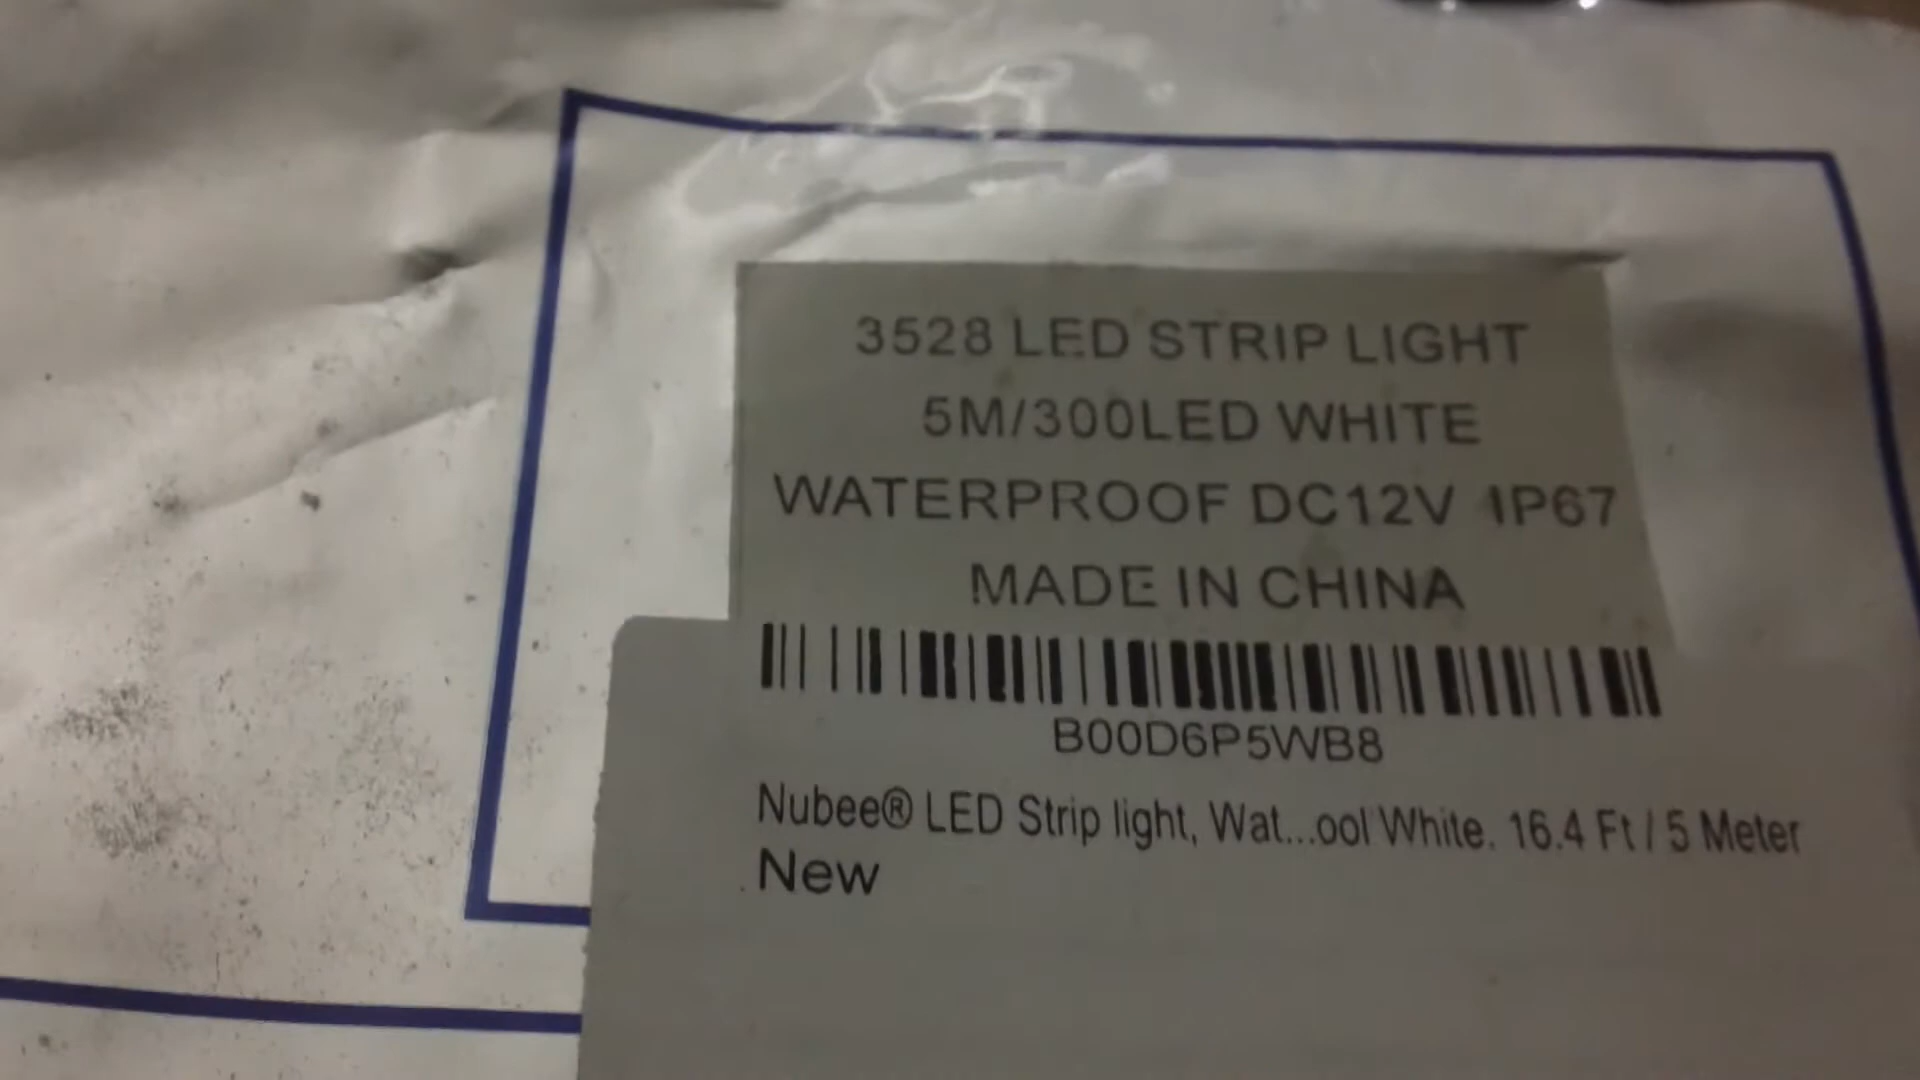 3528 LED STRIP LIGHT
5M/300LED WHITE
WATERPROOF DC12V IP67
MADE IN CHINA
B00D6P5WB8
Nubee® LED Strip light, Wat...ool White. 16.4 Ft / 5 Meter
New